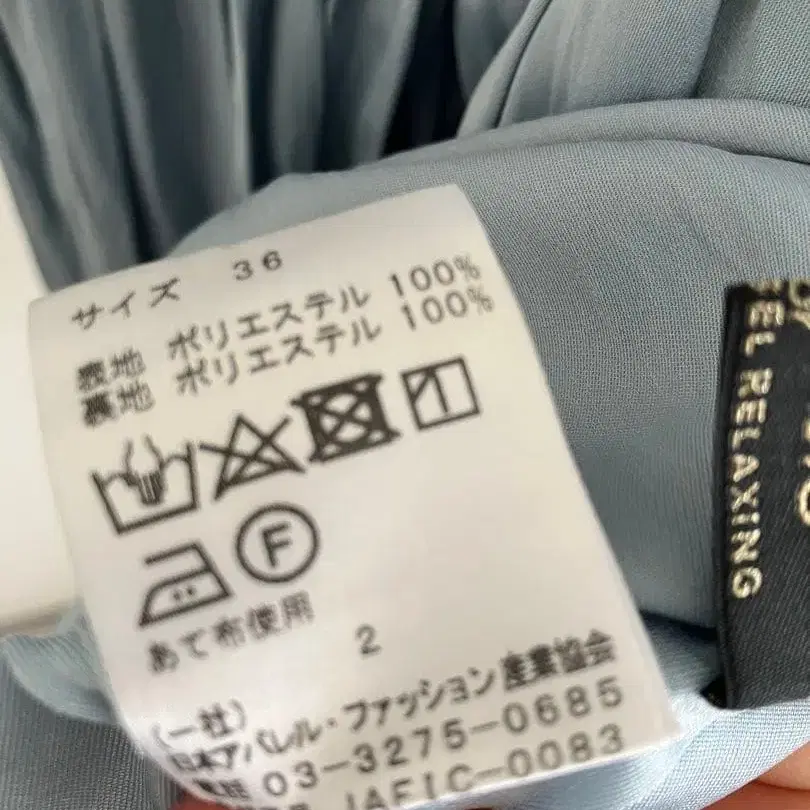 サイズ 36
表地 ポリエステル 100%
裏地 ポリエステル 100%
F
あて布使用
2
(一社)
日本アパレル・ファッション産業協会
03-3275-0685
JAFIC-0083
EEL RELAXING